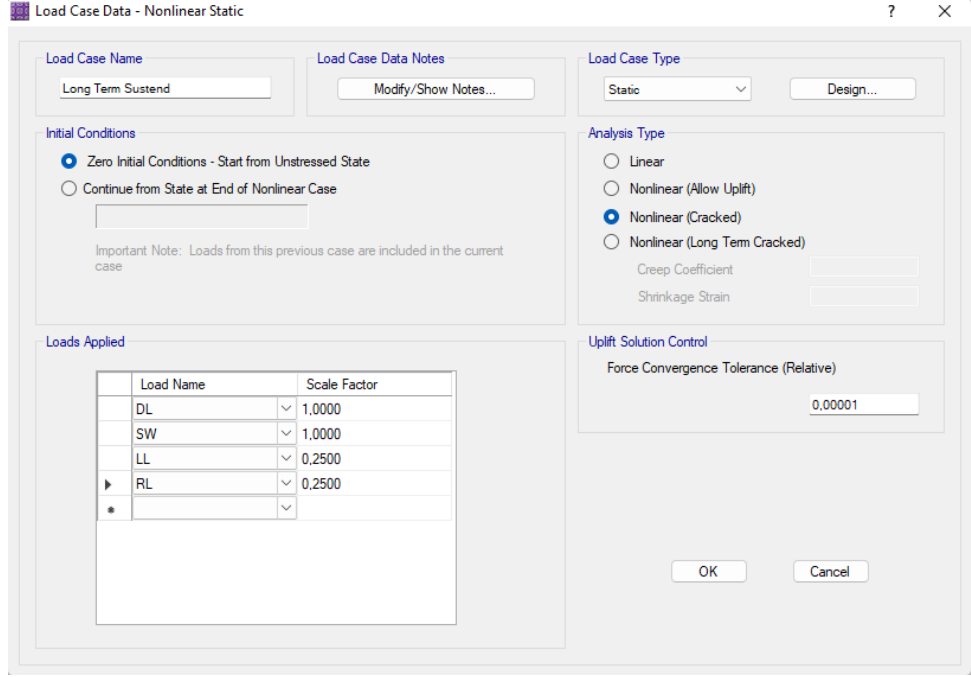 Load Case Data - Nonlinear Static
?
Load Case Name
Long Term Sustend
Load Case Data Notes
Modify/Show Notes...
Load Case Type
Static
Design...
Initial Conditions
Zero Initial Conditions - Start from Unstressed State
Continue from State at End of Nonlinear Case
Important Note: Loads from this previous case are included in the current
case
Analysis Type
Linear
Nonlinear (Allow Uplift)
Nonlinear (Cracked)
Nonlinear (Long Term Cracked)
Creep Coefficient
Shrinkage Strain
Loads Applied
Load Name Scale Factor
DL 1,0000
SW 1,0000
LL 0,2500
RL 0,2500
Uplift Solution Control
Force Convergence Tolerance (Relative)
0,00001
OK Cancel